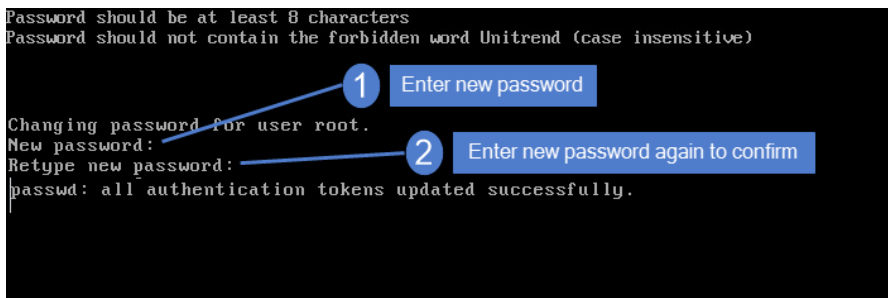 Password should be at least 8 characters
Password should not contain the forbidden word Unitrend (case insensitive)
1 Enter new password
Changing password for user root.
New password:
2 Enter new password again to confirm
Retype new password:
passwd: all authentication tokens updated successfully.